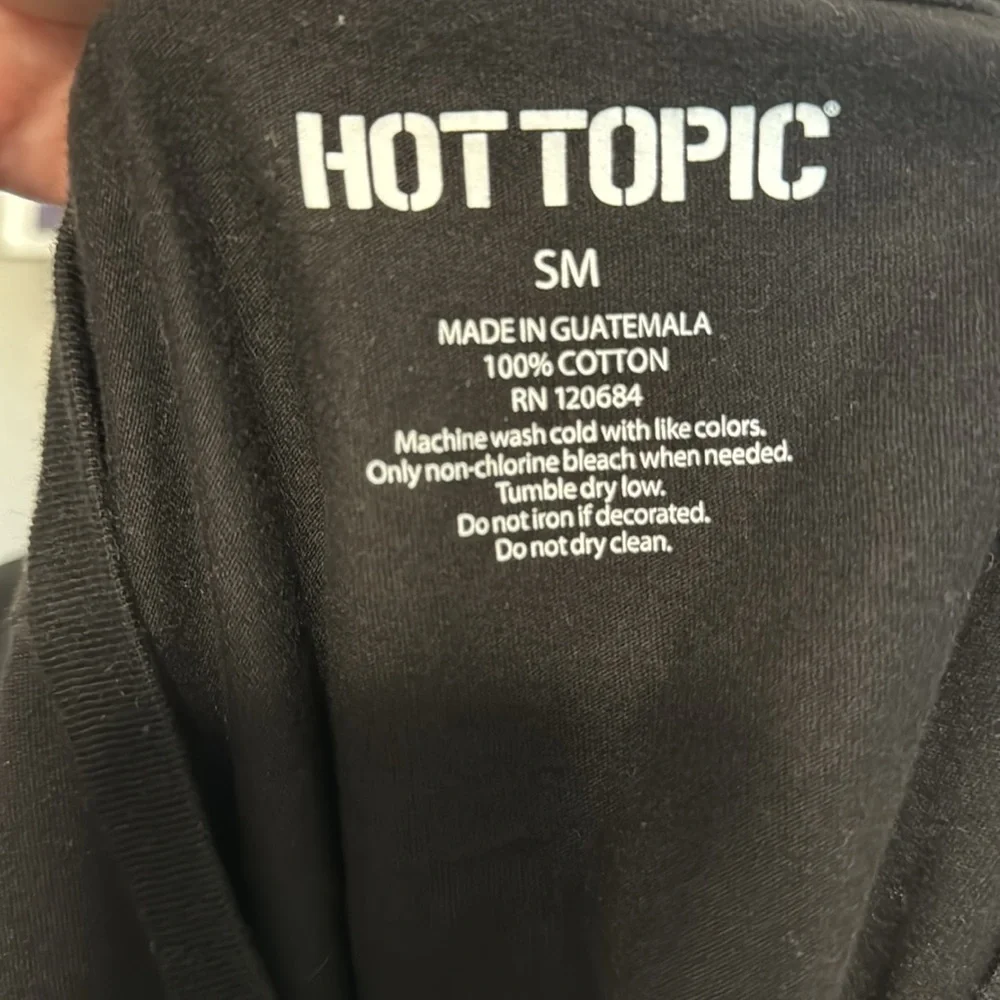 HOT TOPIC®
SM
MADE IN GUATEMALA
100% COTTON
RN 120684
Machine wash cold with like colors.
Only non-chlorine bleach when needed.
Tumble dry low.
Do not iron if decorated.
Do not dry clean.